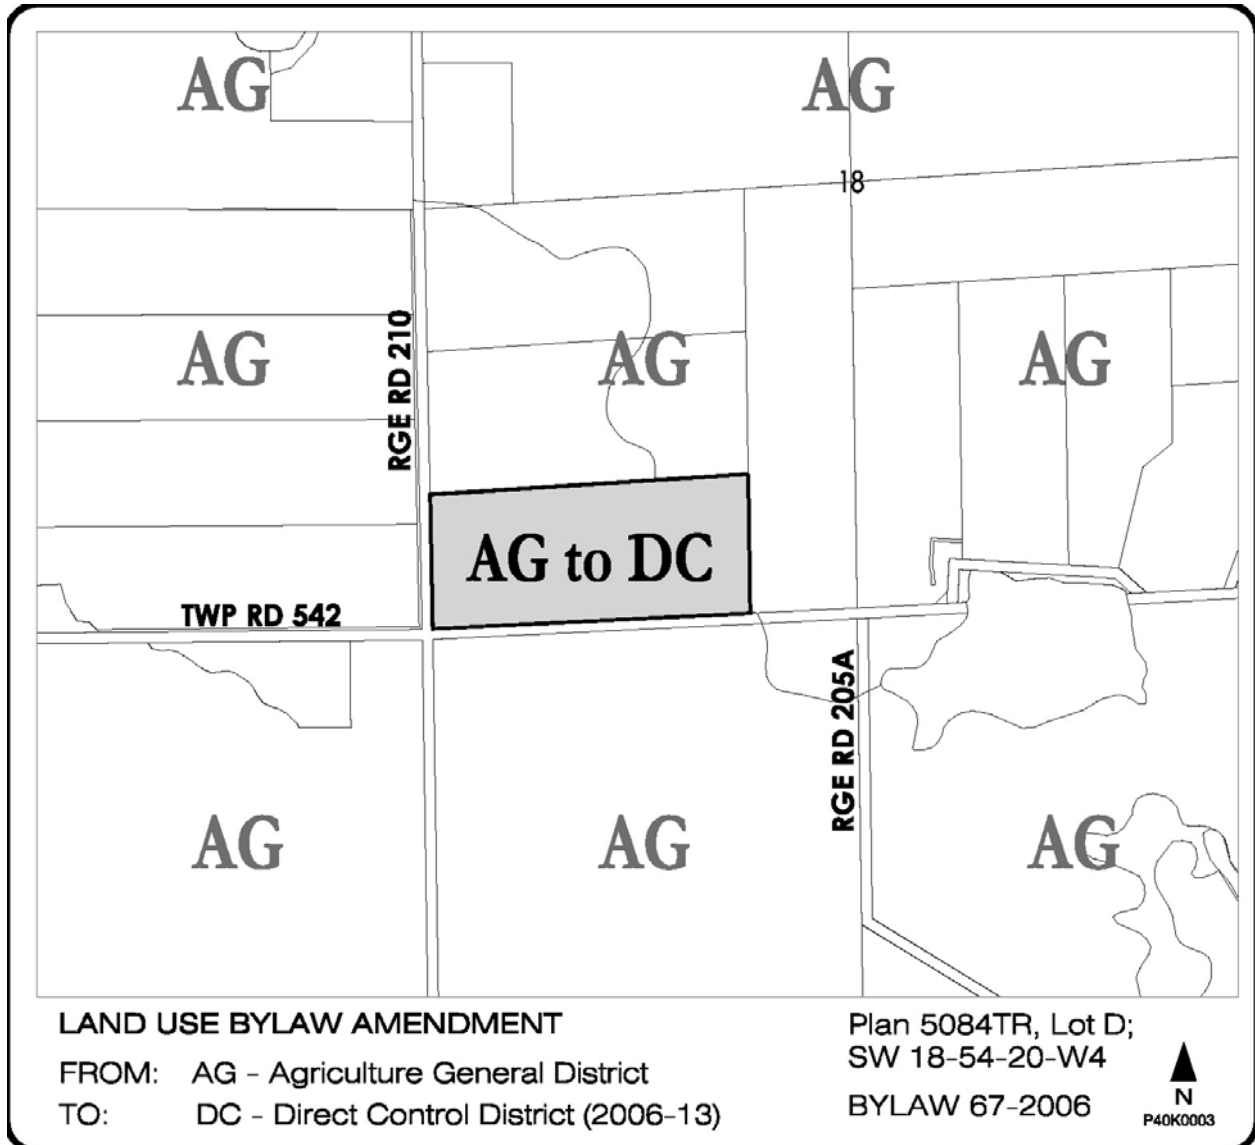 AG
AG
18
RGE RD 210
AG
AG
AG
AG to DC
TWP RD 542
RGE RD 205A
AG
AG
AG
LAND USE BYLAW AMENDMENT
FROM: AG - Agriculture General District
TO: DC - Direct Control District (2006-13)
Plan 5084TR, Lot D;
SW 18-54-20-W4
BYLAW 67-2006
N
P40K0003